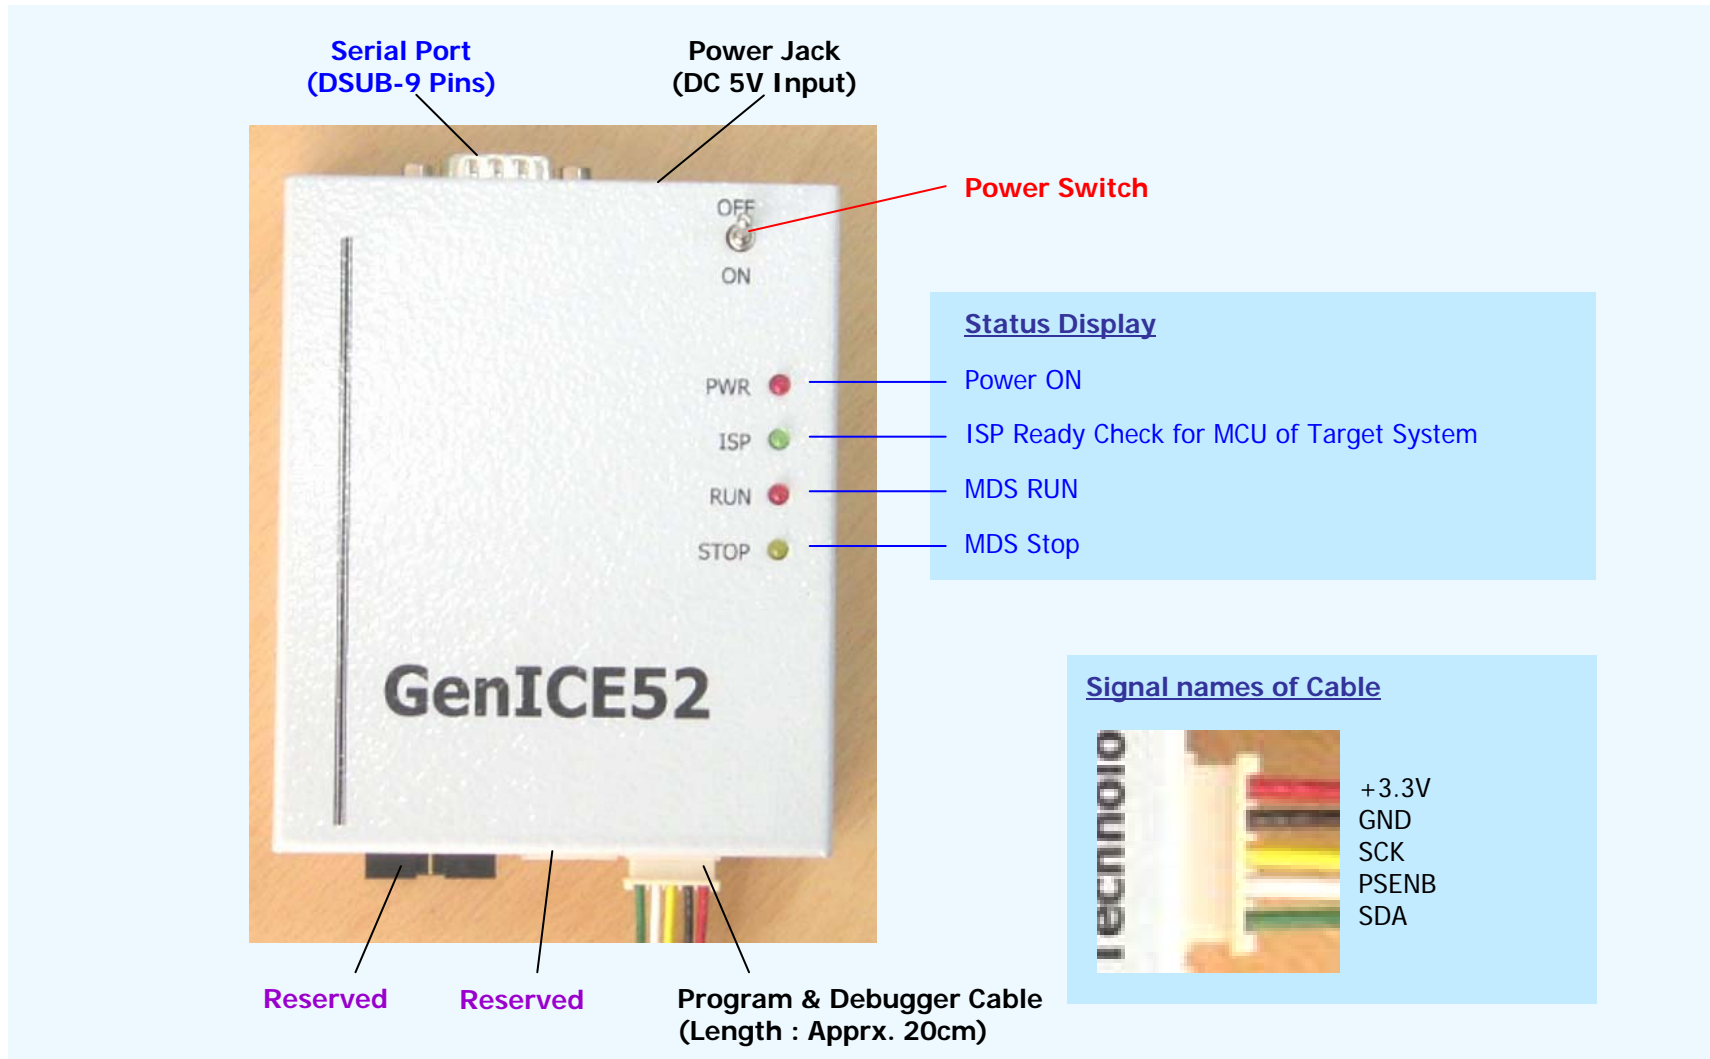 Serial Port
(DSUB-9 Pins)
Power Jack
(DC 5V Input)
Power Switch
OFF
ON
Status Display
PWR
Power ON
ISP
ISP Ready Check for MCU of Target System
RUN
MDS RUN
STOP
MDS Stop
GenICE52
Signal names of Cable
+3.3V
GND
SCK
PSENB
SDA
Reserved
Reserved
Program & Debugger Cable
(Length : Apprx. 20cm)